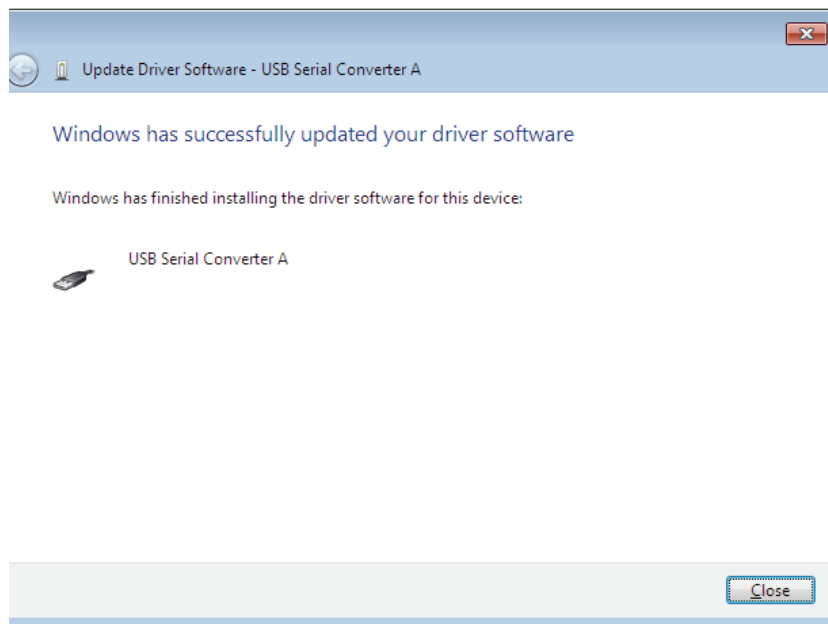 Update Driver Software - USB Serial Converter A
Windows has successfully updated your driver software
Windows has finished installing the driver software for this device:
USB Serial Converter A
Close